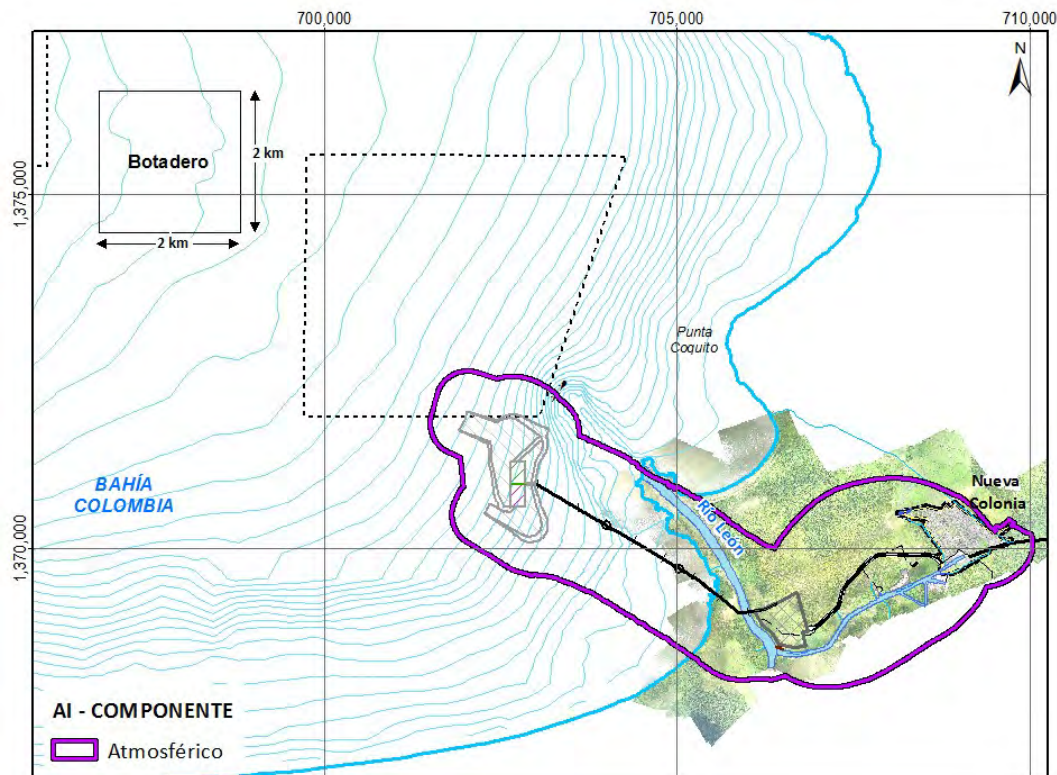 700,000
705,000
710,000
N
1,375,000
1,370,000
Botadero
2 km
2 km
Punta
Coquito
BAHÍA
COLOMBIA
Río León
Nueva
Colonia
AI - COMPONENTE
Atmosférico